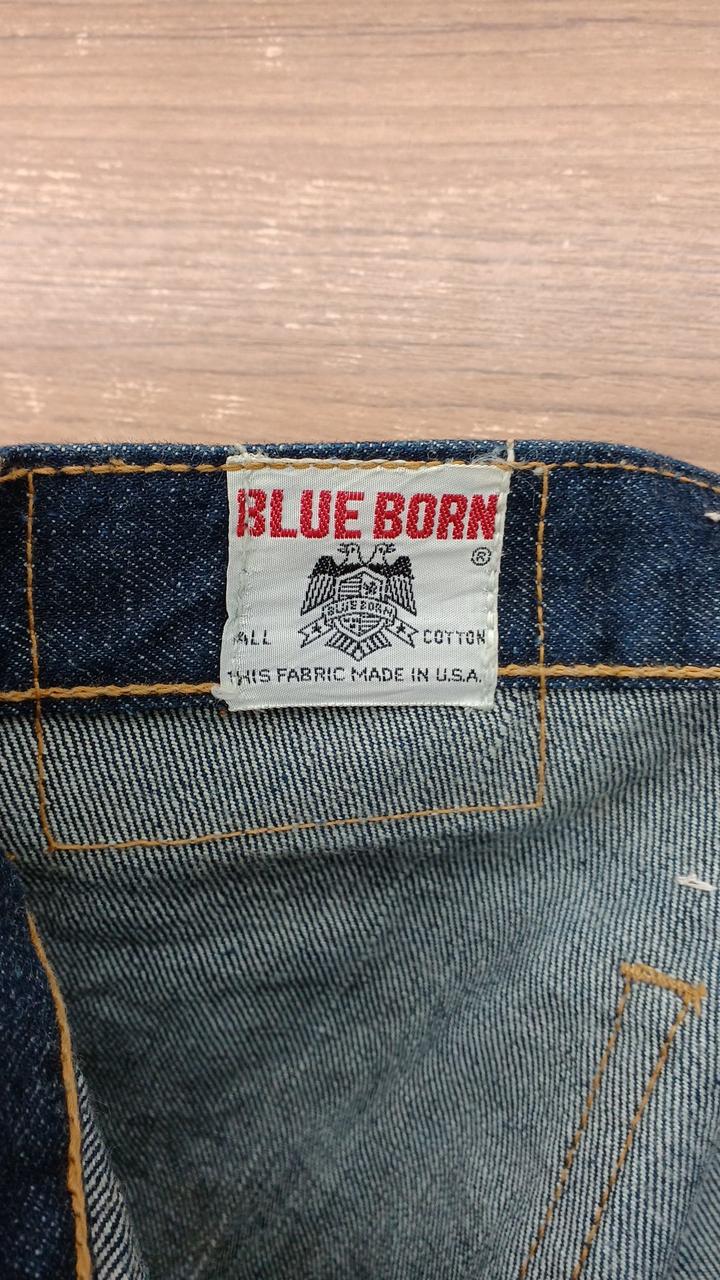 BLUE BORN
®
BLUE BORN
ALL COTTON
THIS FABRIC MADE IN U.S.A.